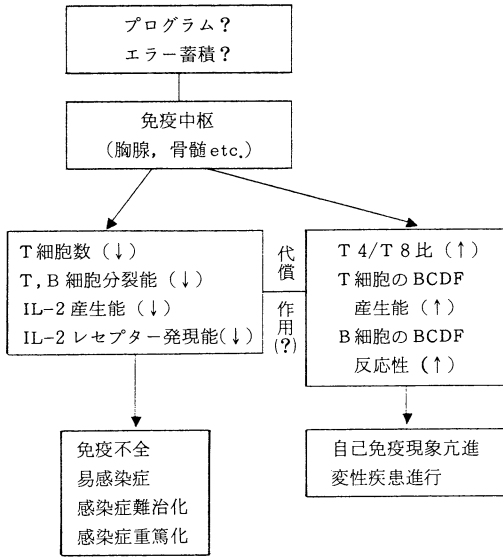 プログラム？
エラー蓄積？
免疫中枢
(胸腺，骨髄etc.)
T細胞数 (↓)
T，B細胞分裂能 (↓)
IL-2産生能 (↓)
IL-2レセプター発現能(↓)
代償
作用
(?)
T4/T8比 (↑)
T細胞のBCDF
産生能 (↑)
B細胞のBCDF
反応性 (↑)
免疫不全
易感染症
感染症難治化
感染症重篤化
自己免疫現象亢進
変性疾患進行